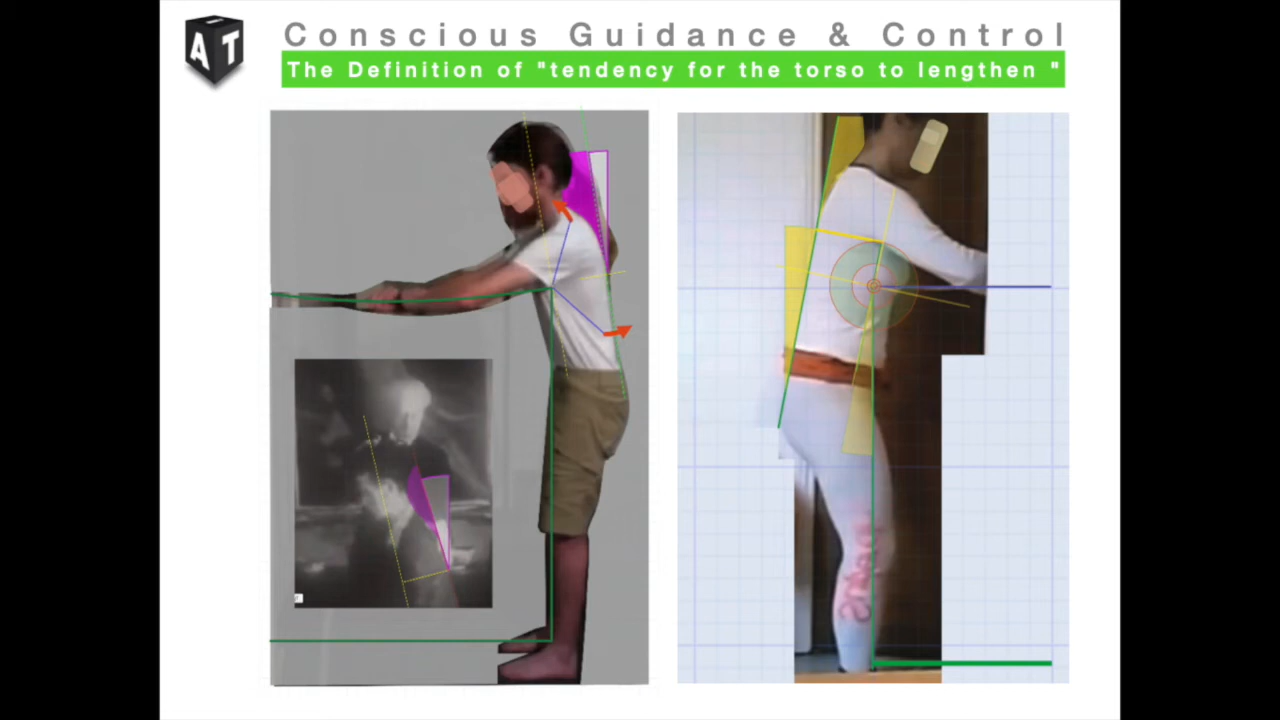 AT
Conscious Guidance & Control
The Definition of "tendency for the torso to lengthen "